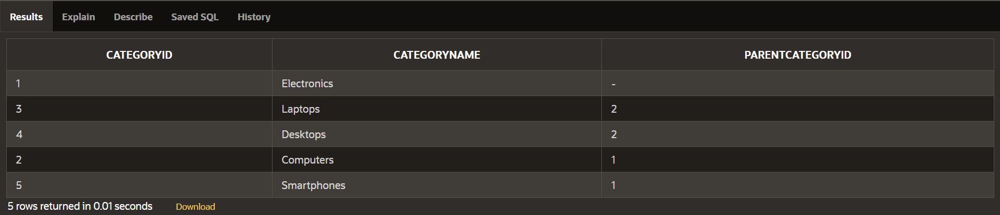 Results Explain Describe Saved SQL History
CATEGORYID CATEGORYNAME PARENTCATEGORYID
1 Electronics -
3 Laptops 2
4 Desktops 2
2 Computers 1
5 Smartphones 1
5 rows returned in 0.01 seconds Download